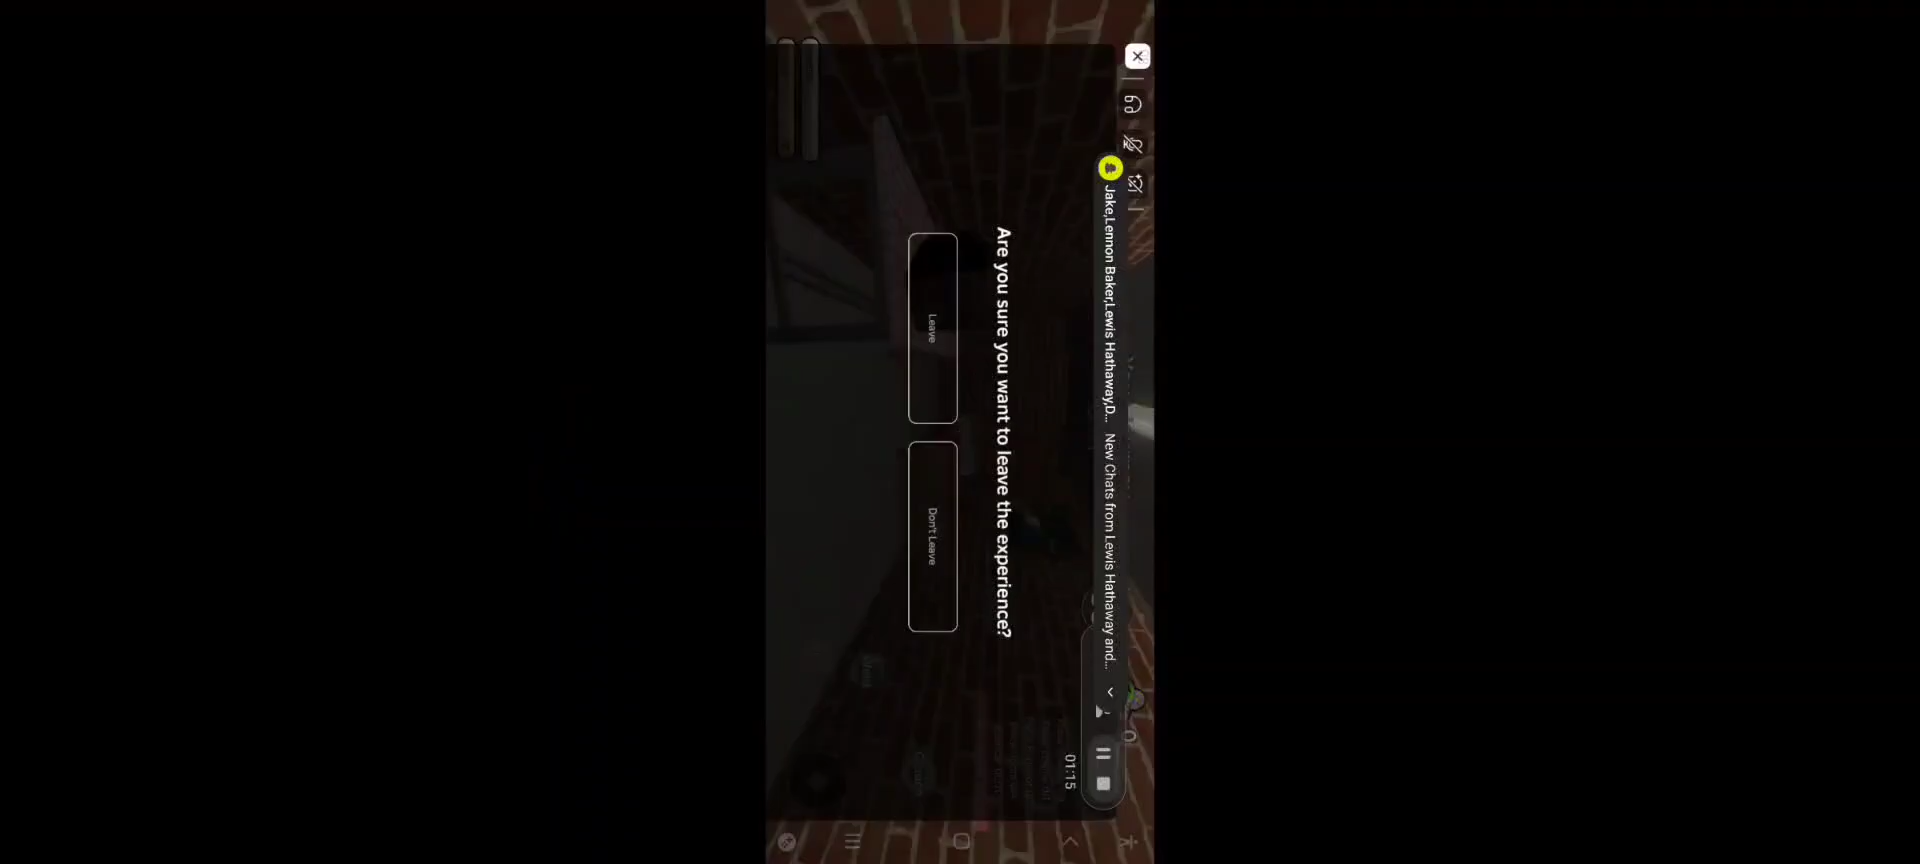 Jake,Lennon Baker,Lewis Hathaway,D... New Chats from Lewis Hathaway and...
01:15
Are you sure you want to leave the experience?
Leave
Don't Leave